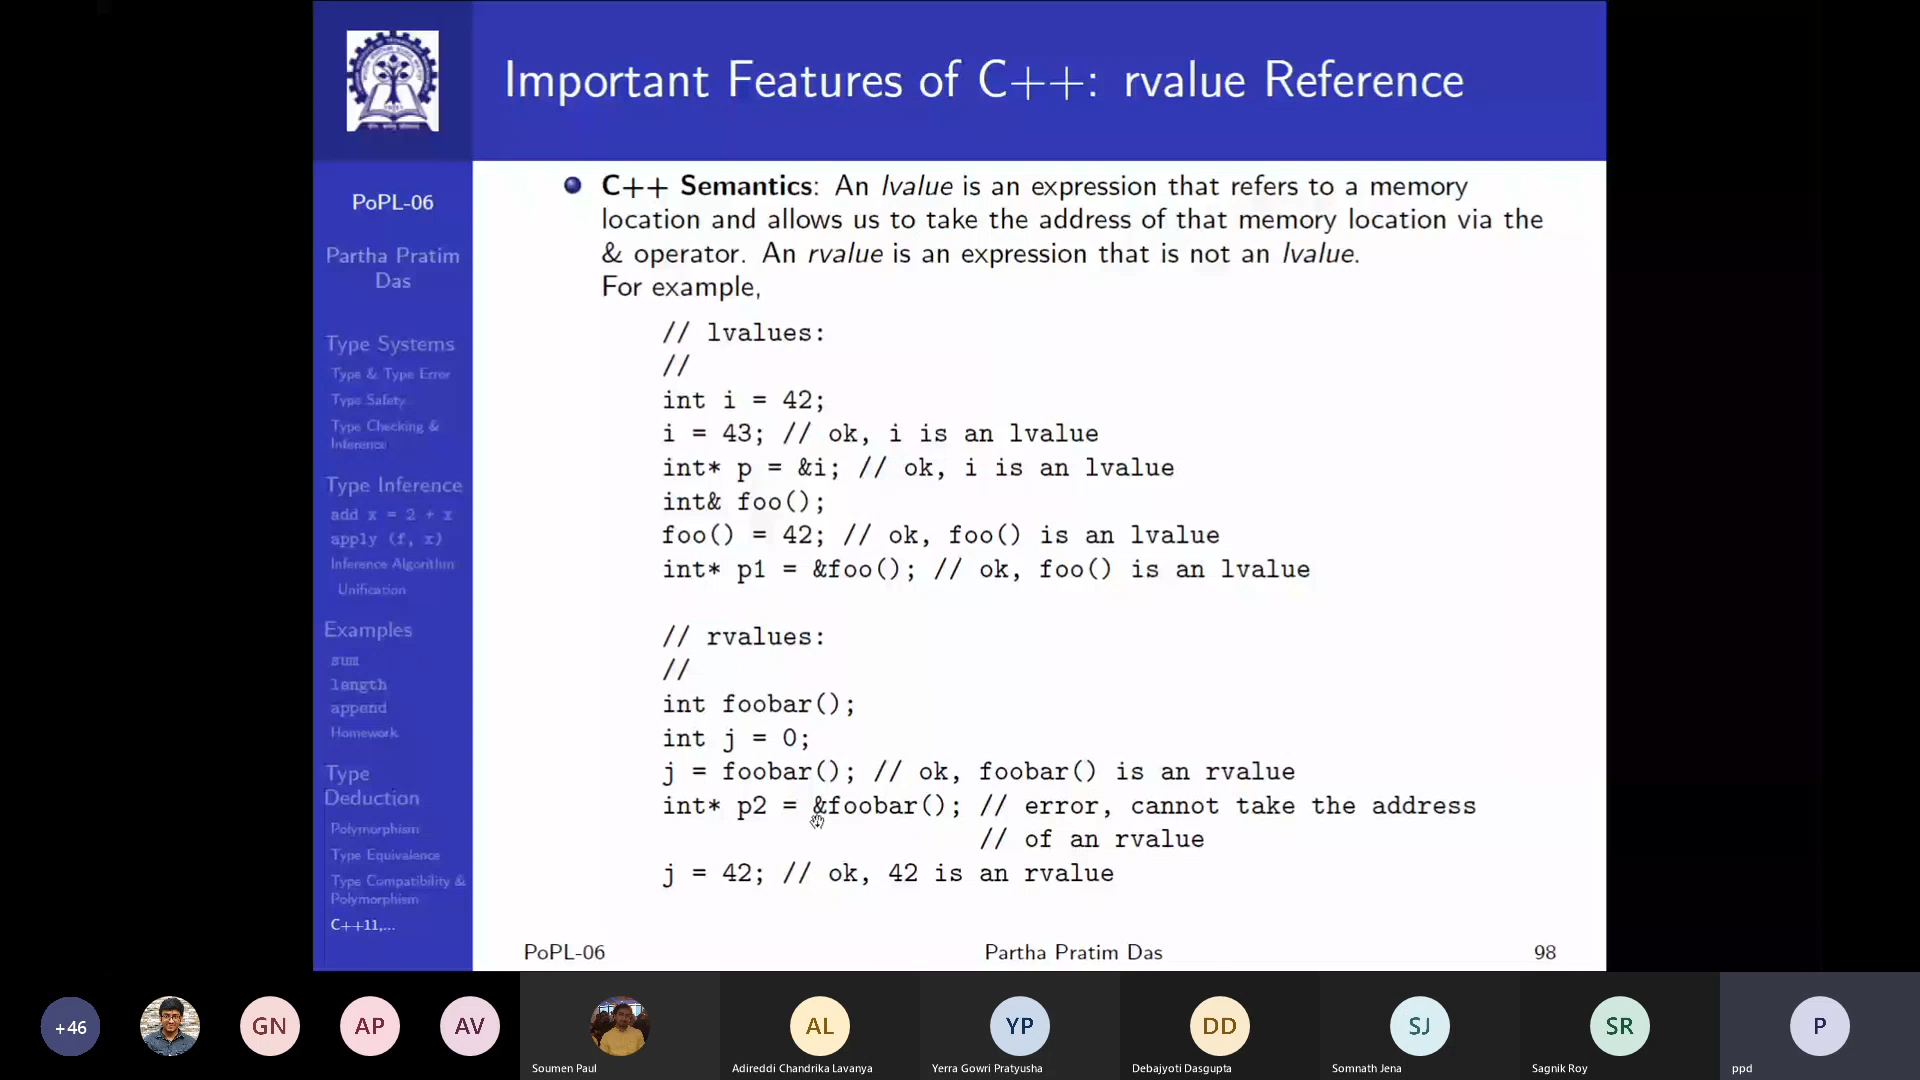 Important Features of C++: rvalue Reference
PoPL-06
Partha Pratim
Das
Type Systems
Type & Type Error
Type Safety
Type Checking &
Inference
Type Inference
add x = 2 + x
apply (f, x)
Inference Algorithm
Unification
Examples
sum
length
append
Homework
Type
Deduction
Polymorphism
Type Equivalence
Type Compatibility &
Polymorphism
C++11,...
C++ Semantics: An lvalue is an expression that refers to a memory
location and allows us to take the address of that memory location via the
& operator. An rvalue is an expression that is not an lvalue.
For example,
// lvalues:
//
int i = 42;
i = 43; // ok, i is an lvalue
int* p = &i; // ok, i is an lvalue
int& foo();
foo() = 42; // ok, foo() is an lvalue
int* p1 = &foo(); // ok, foo() is an lvalue
// rvalues:
//
int foobar();
int j = 0;
j = foobar(); // ok, foobar() is an rvalue
int* p2 = &foobar(); // error, cannot take the address
// of an rvalue
j = 42; // ok, 42 is an rvalue
PoPL-06 Partha Pratim Das 98
+46 GN AP AV AL YP DD SJ SR P
Soumen Paul Adireddi Chandrika Lavanya Yerra Gowri Pratyusha Debajyoti Dasgupta Somnath Jena Sagnik Roy ppd